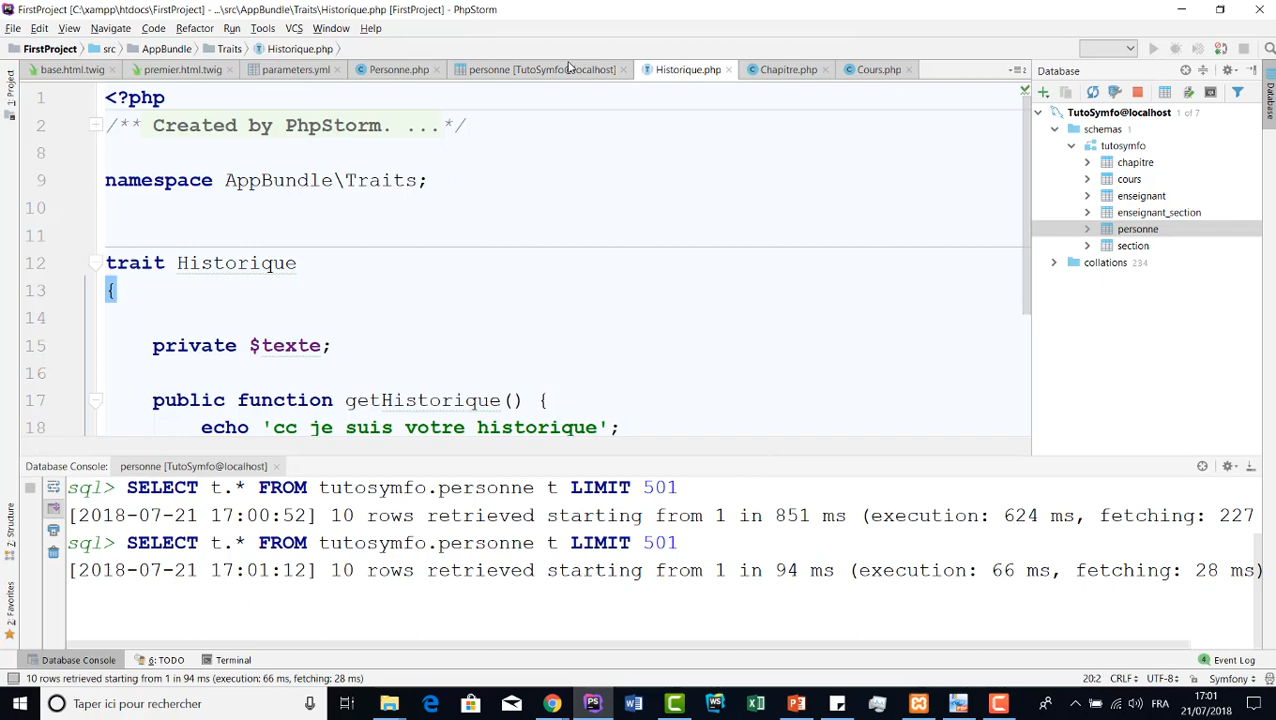 FirstProject [C:\xampp\htdocs\FirstProject] - ...\src\AppBundle\Traits\Historique.php [FirstProject] - PhpStorm
File Edit View Navigate Code Refactor Run Tools VCS Window Help
FirstProject src AppBundle Traits Historique.php
base.html.twig premier.html.twig parameters.yml Personne.php personne [TutoSymfo@localhost] Historique.php Chapitre.php Cours.php
Database
1: Project
Database
TutoSymfo@localhost 1 of 7
schemas 1
tutosymfo
chapitre
cours
enseignant
enseignant_section
personne
section
collations 234
1 <?php
2 /** Created by PhpStorm. ...*/
8
9 namespace AppBundle\Traits;
10
11
12 trait Historique
13 {
14
15 private $texte;
16
17 public function getHistorique() {
18 echo 'cc je suis votre historique';
Database Console: personne [TutoSymfo@localhost]
sql> SELECT t.* FROM tutosymfo.personne t LIMIT 501
[2018-07-21 17:00:52] 10 rows retrieved starting from 1 in 851 ms (execution: 624 ms, fetching: 227
sql> SELECT t.* FROM tutosymfo.personne t LIMIT 501
[2018-07-21 17:01:12] 10 rows retrieved starting from 1 in 94 ms (execution: 66 ms, fetching: 28 ms)
7: Structure
2: Favorites
Database Console 6: TODO Terminal Event Log
10 rows retrieved starting from 1 in 94 ms (execution: 66 ms, fetching: 28 ms) 20:2 CRLF UTF-8 Symfony
Taper ici pour rechercher
FRA
17:01
21/07/2018